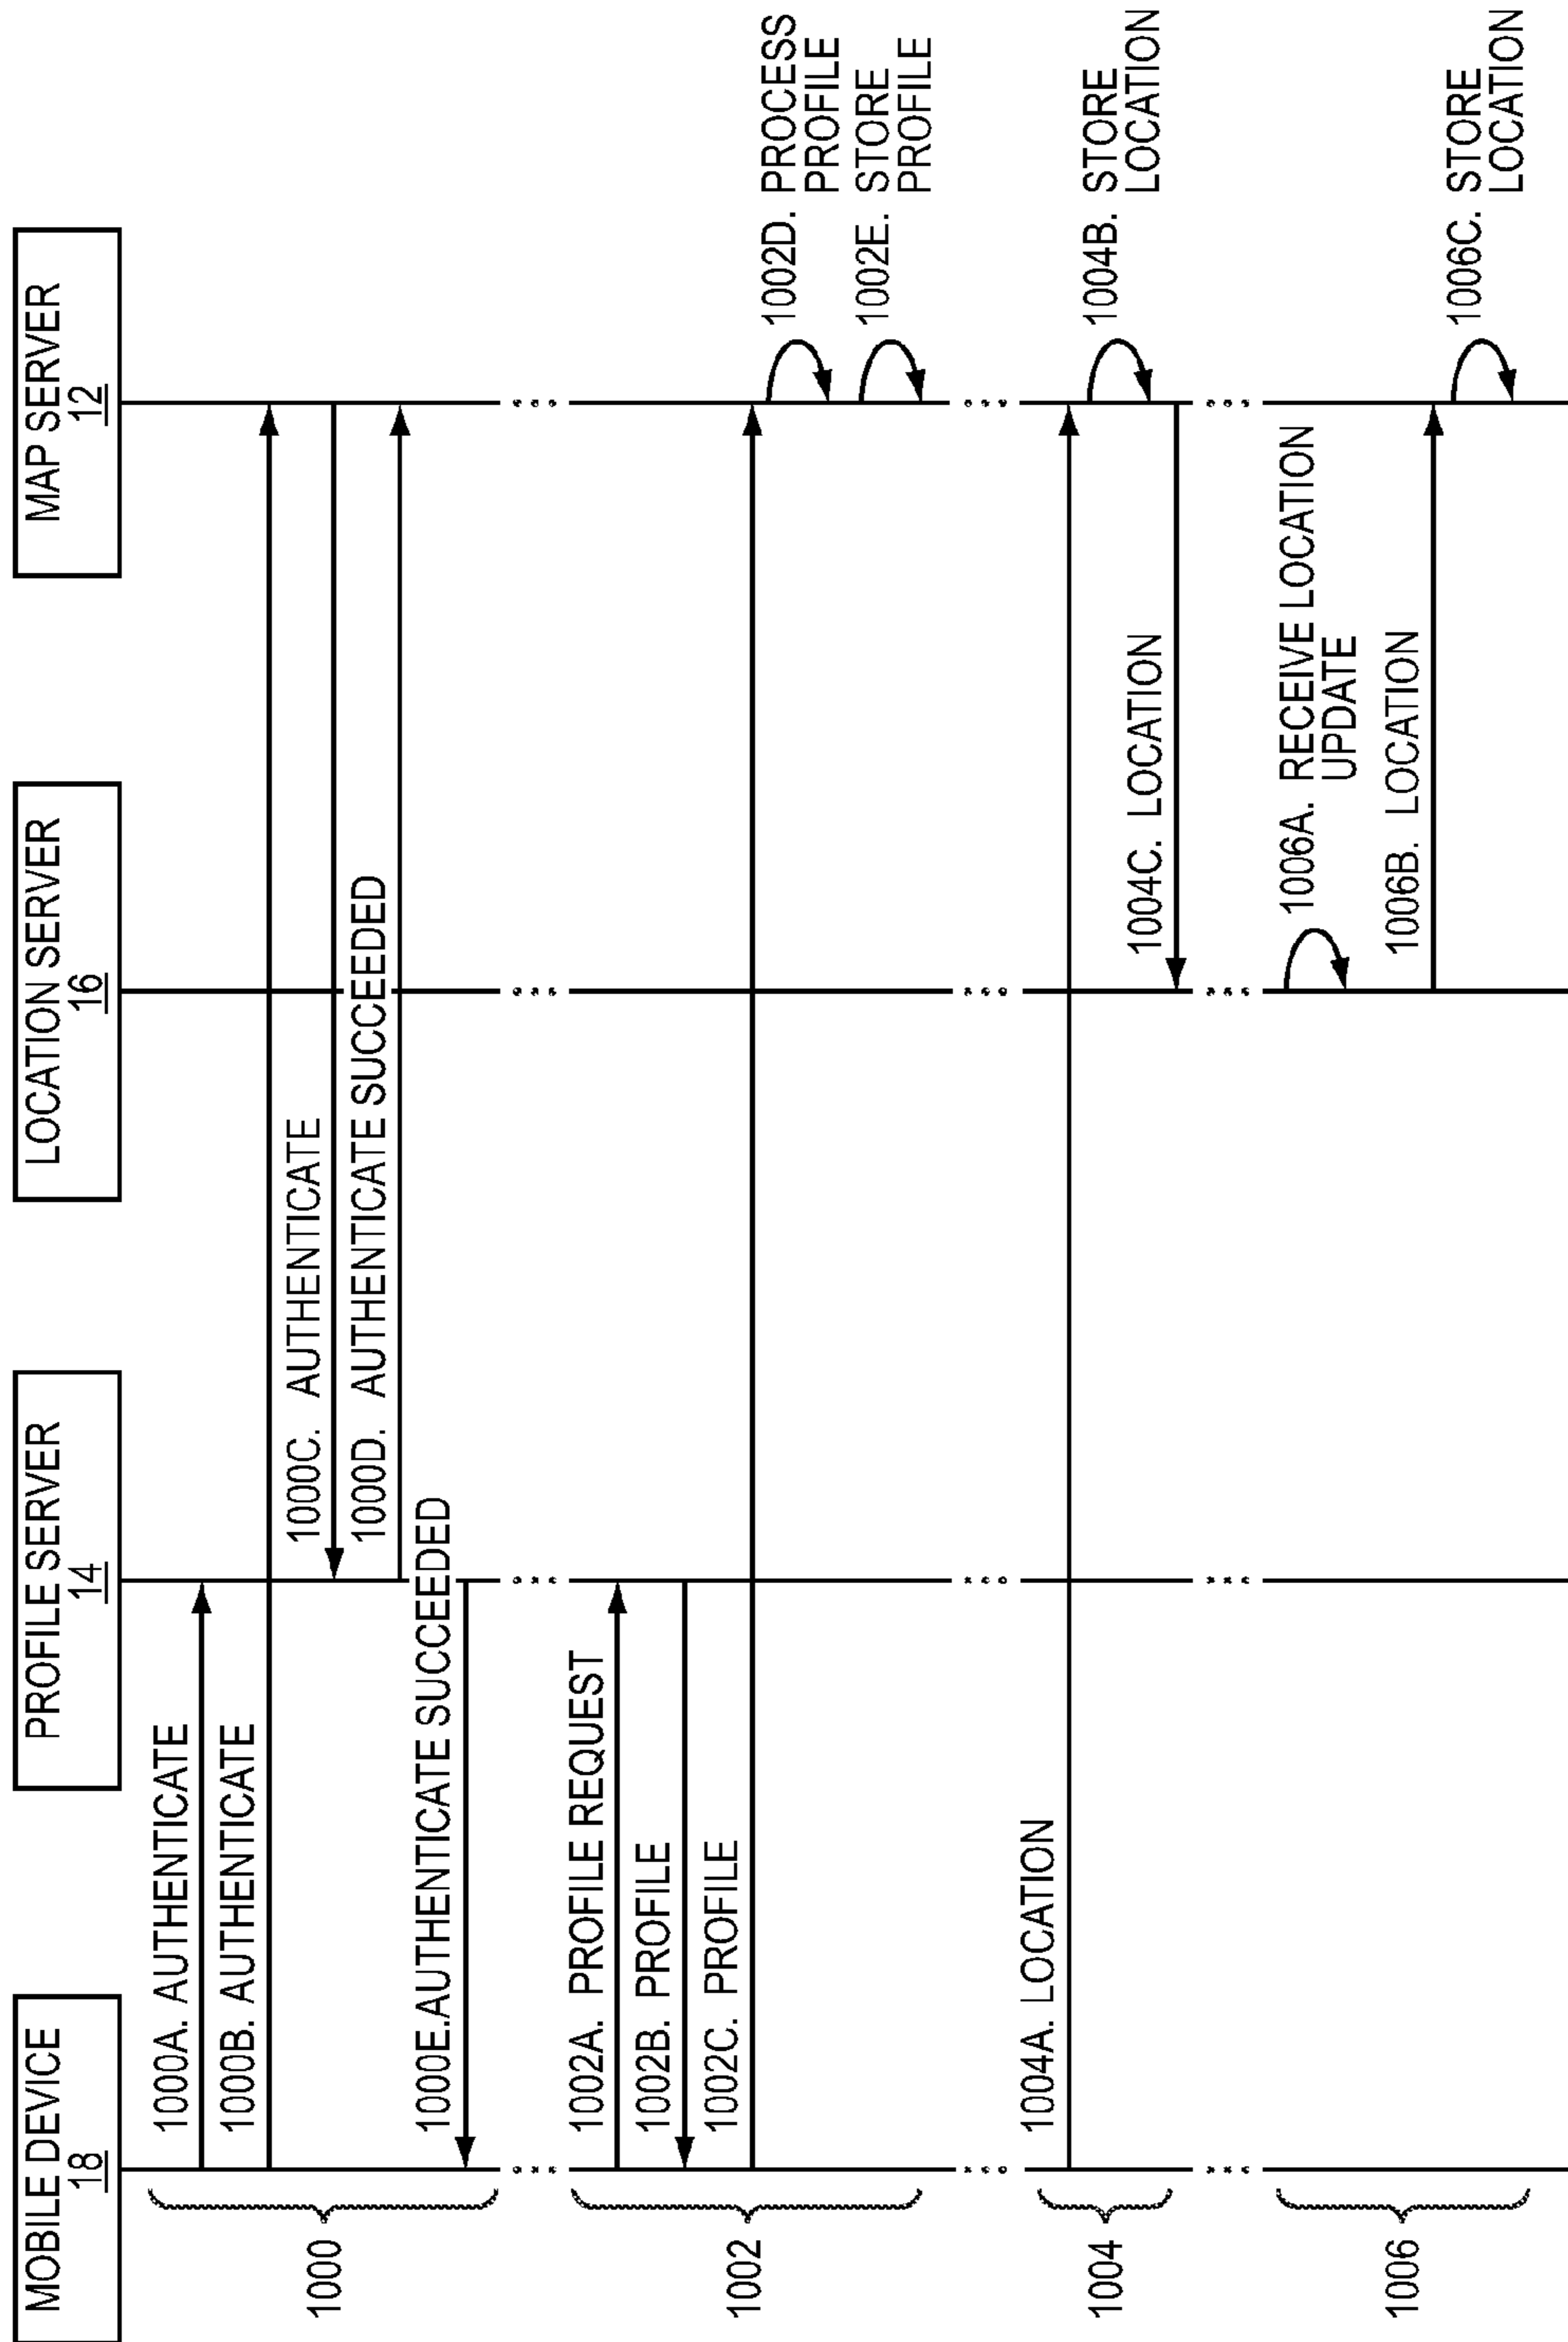 MOBILE DEVICE
18
PROFILE SERVER
14
LOCATION SERVER
16
MAP SERVER
12
1000
1000A. AUTHENTICATE
1000B. AUTHENTICATE
1000C. AUTHENTICATE
1000D. AUTHENTICATE SUCCEEDED
1000E.AUTHENTICATE SUCCEEDED
1002
1002A. PROFILE REQUEST
1002B. PROFILE
1002C. PROFILE
1002D. PROCESS
PROFILE
1002E. STORE
PROFILE
1004
1004A. LOCATION
1004B. STORE
LOCATION
1004C. LOCATION
1006
1006A. RECEIVE LOCATION
UPDATE
1006B. LOCATION
1006C. STORE
LOCATION